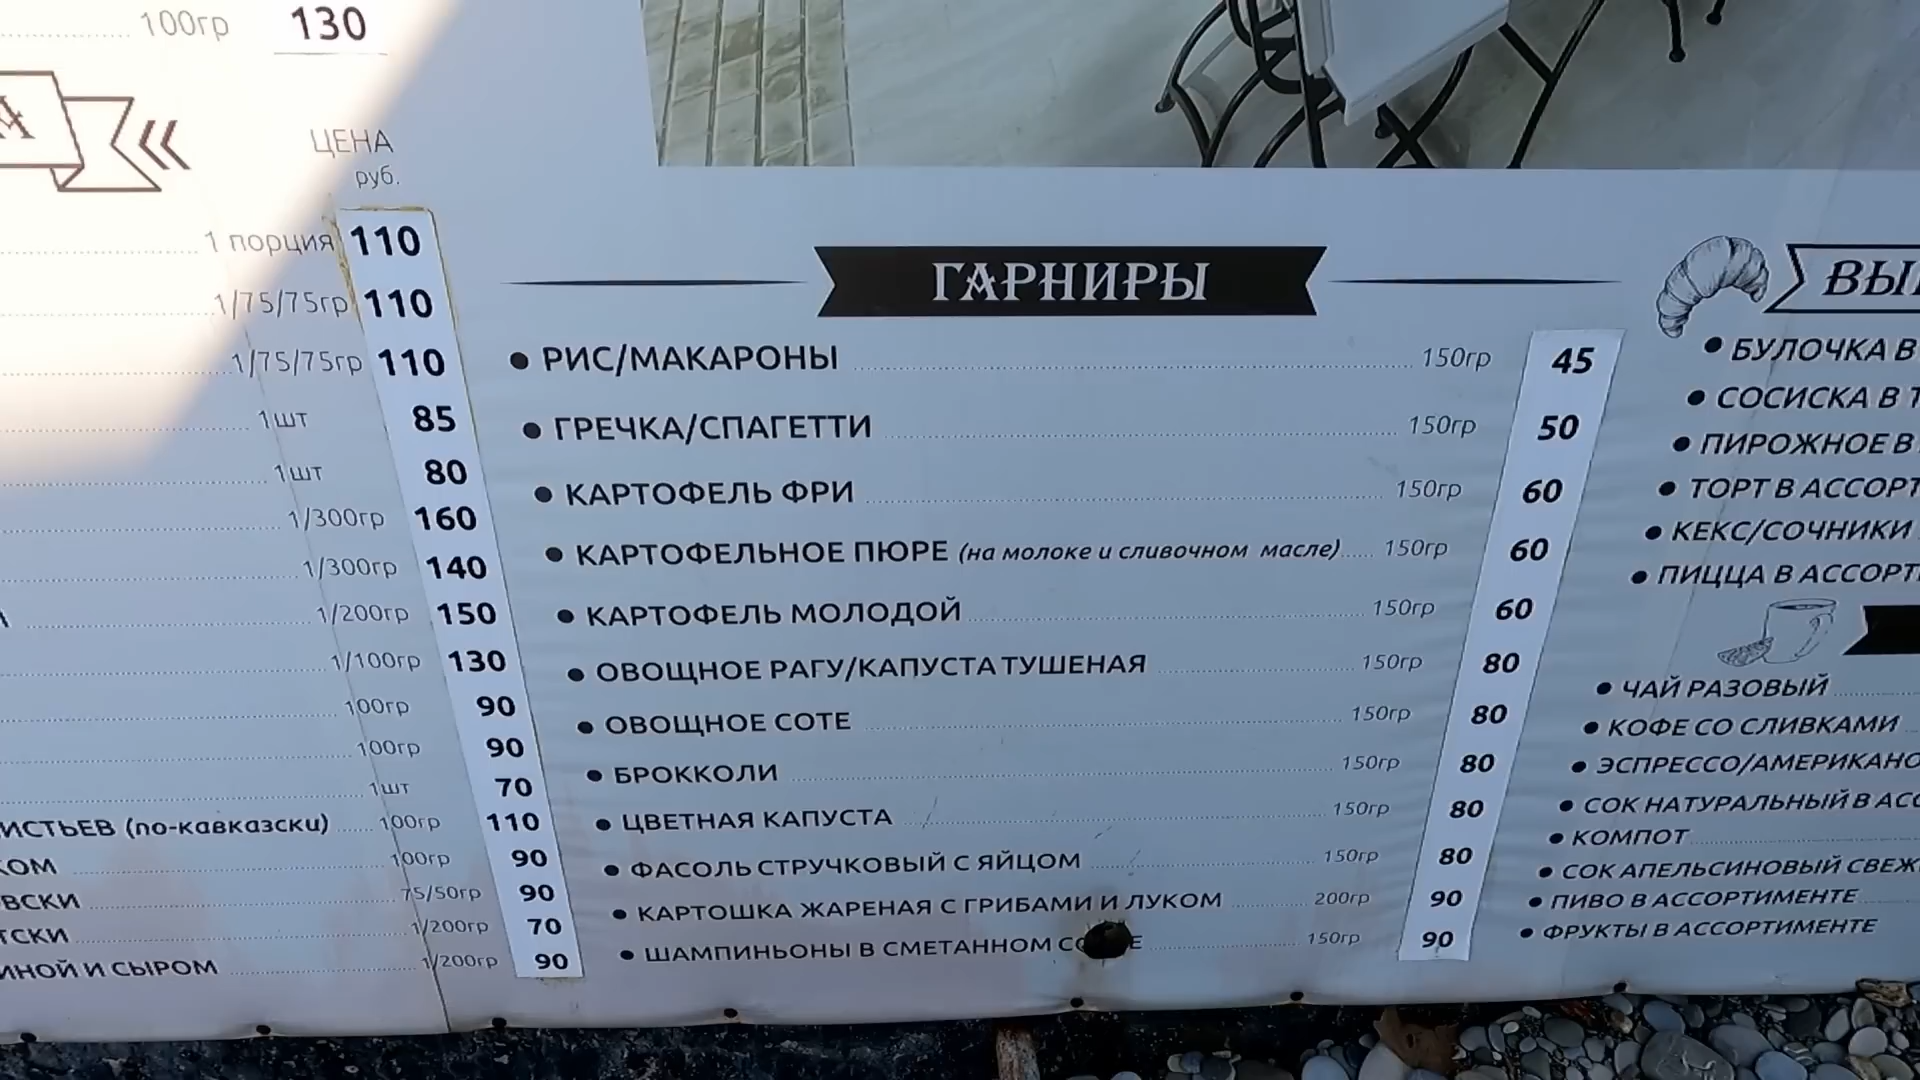 100гр 130
ЦЕНА
руб.
1 порция 110
1/75/75гр 110
1/75/75гр 110
1шт 85
1шт 80
1/300гр 160
1/300гр 140
1/200гр 150
1/100гр 130
100гр 90
100гр 90
1шт 70
ИСТЬЕВ (по-кавказски) 100гр 110
КОМ 100гр 90
ВСКИ 75/50гр 90
ТСКИ 1/200гр 70
ИНОЙ И СЫРОМ 1/200гр 90
ГАРНИРЫ
• РИС/МАКАРОНЫ 150гр 45
• ГРЕЧКА/СПАГЕТТИ 150гр 50
• КАРТОФЕЛЬ ФРИ 150гр 60
• КАРТОФЕЛЬНОЕ ПЮРЕ (на молоке и сливочном масле) 150гр 60
• КАРТОФЕЛЬ МОЛОДОЙ 150гр 60
• ОВОЩНОЕ РАГУ/КАПУСТА ТУШЕНАЯ 150гр 80
• ОВОЩНОЕ СОТЕ 150гр 80
• БРОККОЛИ 150гр 80
• ЦВЕТНАЯ КАПУСТА 150гр 80
• ФАСОЛЬ СТРУЧКОВЫЙ С ЯЙЦОМ 150гр 80
• КАРТОШКА ЖАРЕНАЯ С ГРИБАМИ И ЛУКОМ 200гр 90
• ШАМПИНЬОНЫ В СМЕТАННОМ 150гр 90
ВЫ
• БУЛОЧКА В
• СОСИСКА В Т
• ПИРОЖНОЕ В
• ТОРТ В АССОРТ
• КЕКС/СОЧНИКИ
• ПИЦЦА В АССОРТ
• ЧАЙ РАЗОВЫЙ
• КОФЕ СО СЛИВКАМИ
• ЭСПРЕССО/АМЕРИКАНО
• СОК НАТУРАЛЬНЫЙ В АСС
• КОМПОТ
• СОК АПЕЛЬСИНОВЫЙ СВЕЖ
• ПИВО В АССОРТИМЕНТЕ
• ФРУКТЫ В АССОРТИМЕНТЕ